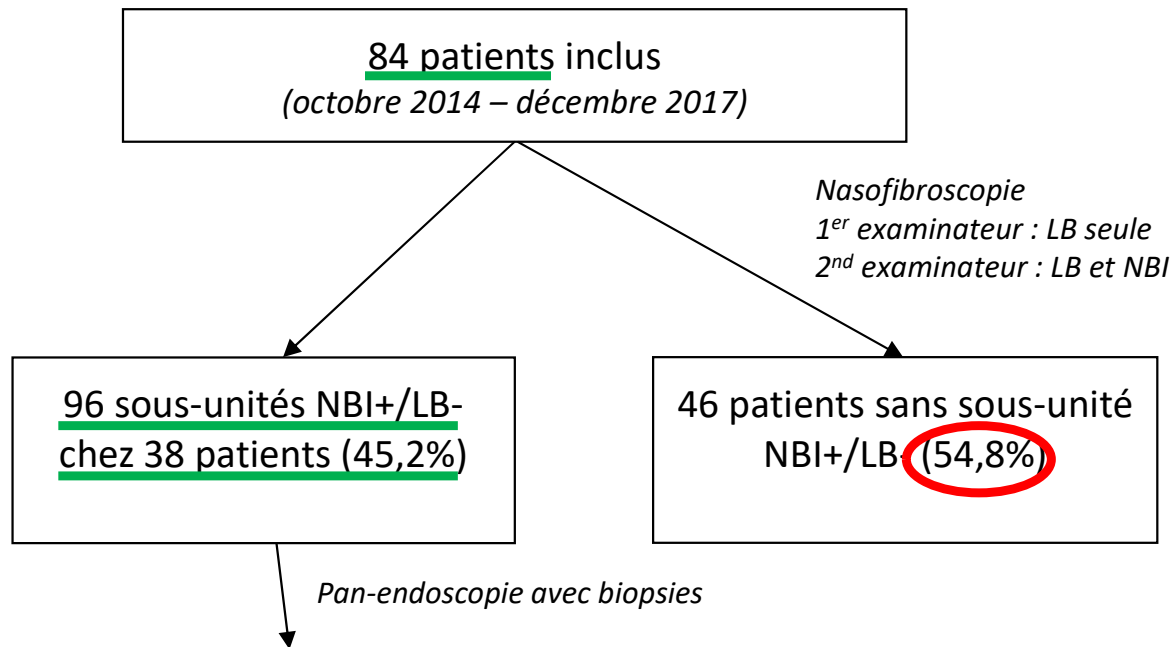 84 patients inclus
(octobre 2014 – décembre 2017)
Nasofibroscopie
1er examinateur : LB seule
2nd examinateur : LB et NBI
96 sous-unités NBI+/LB-
chez 38 patients (45,2%)
46 patients sans sous-unité
NBI+/LB- (54,8%)
Pan-endoscopie avec biopsies